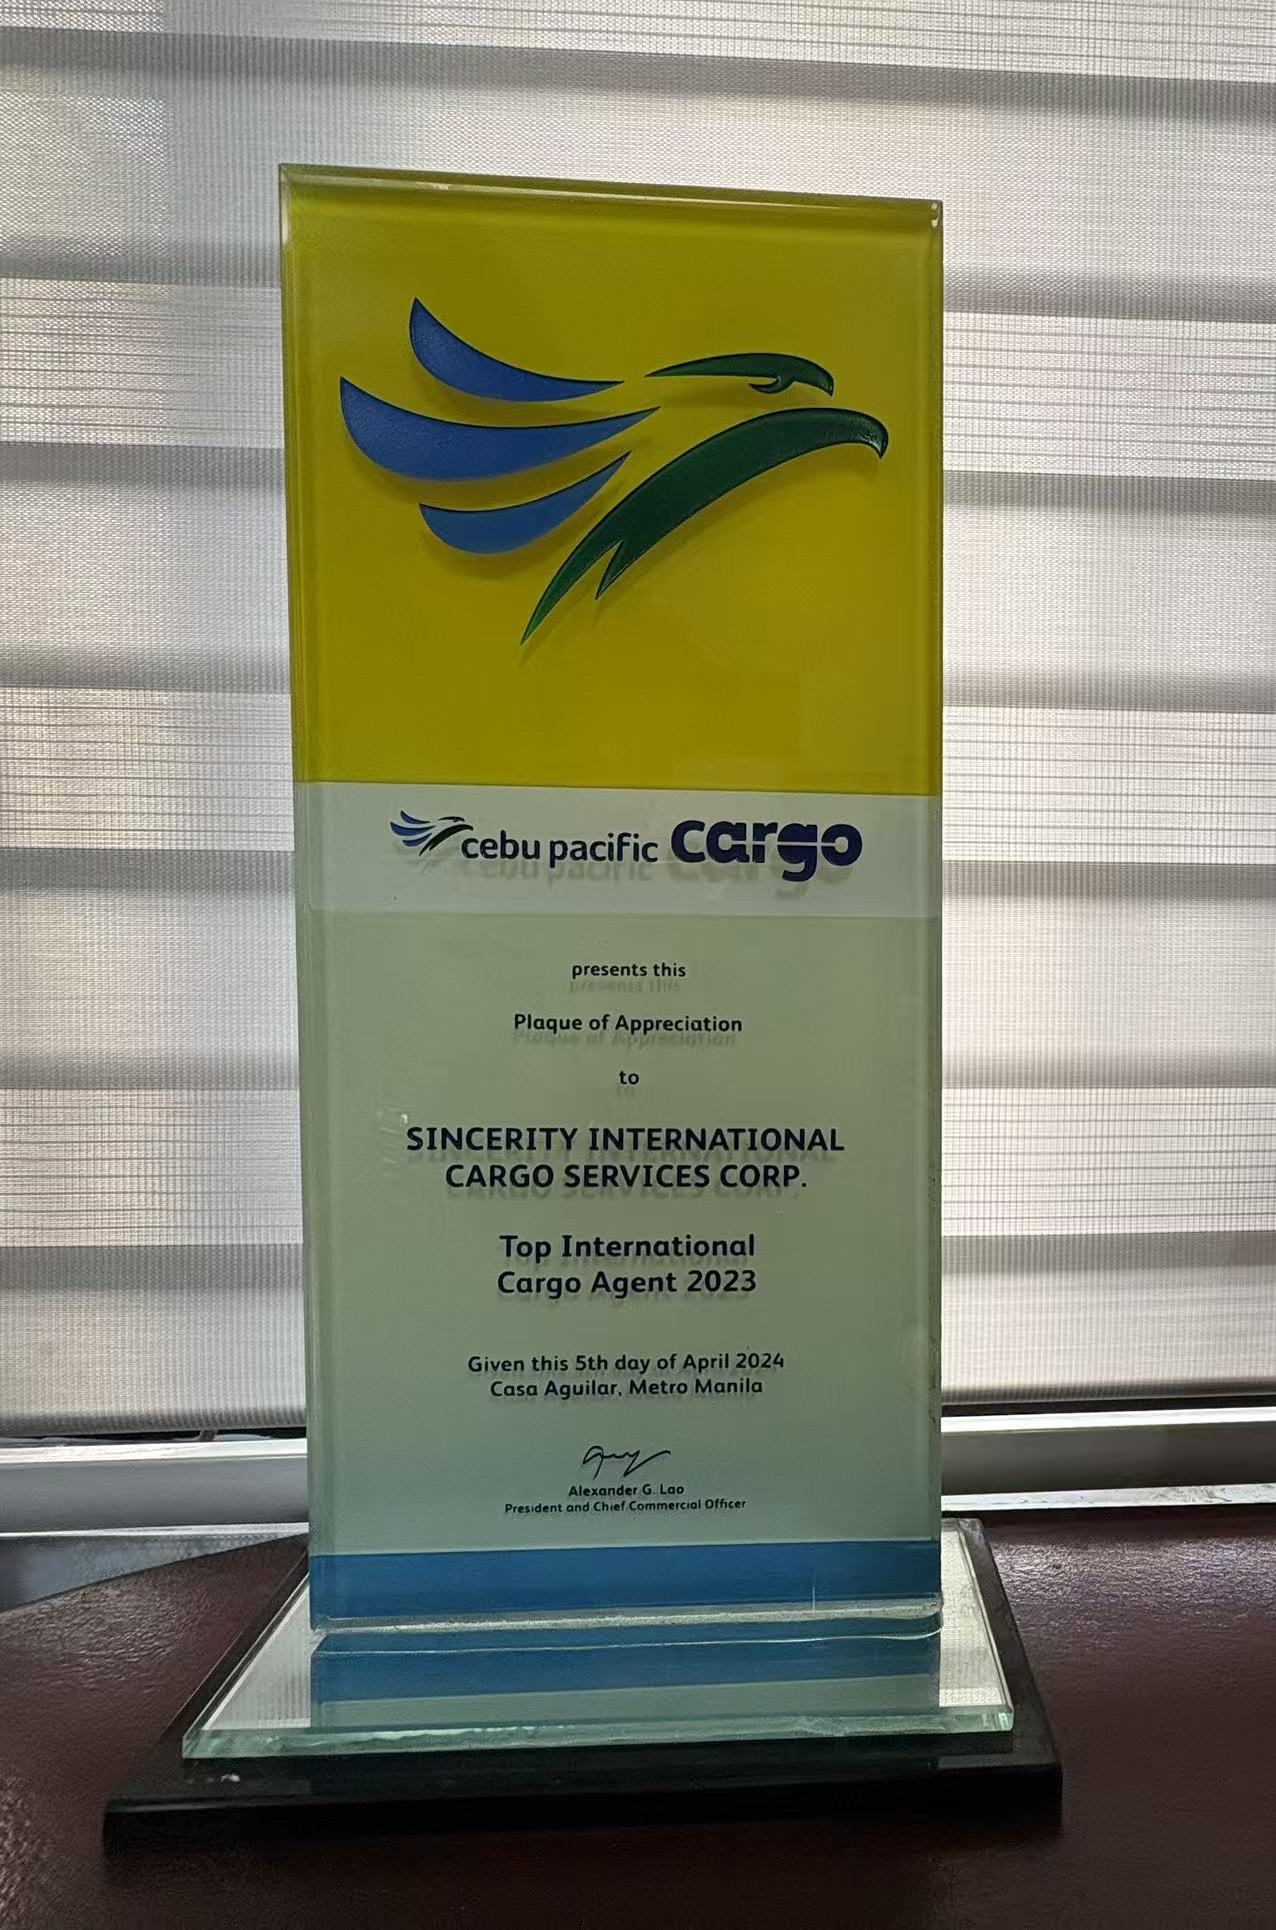 cebu pacific cargo
presents this
Plaque of Appreciation
to
SINCERITY INTERNATIONAL
CARGO SERVICES CORP.
Top International
Cargo Agent 2023
Given this 5th day of April 2024
Casa Aguilar, Metro Manila
Alexander G. Lao
President and Chief Commercial Officer